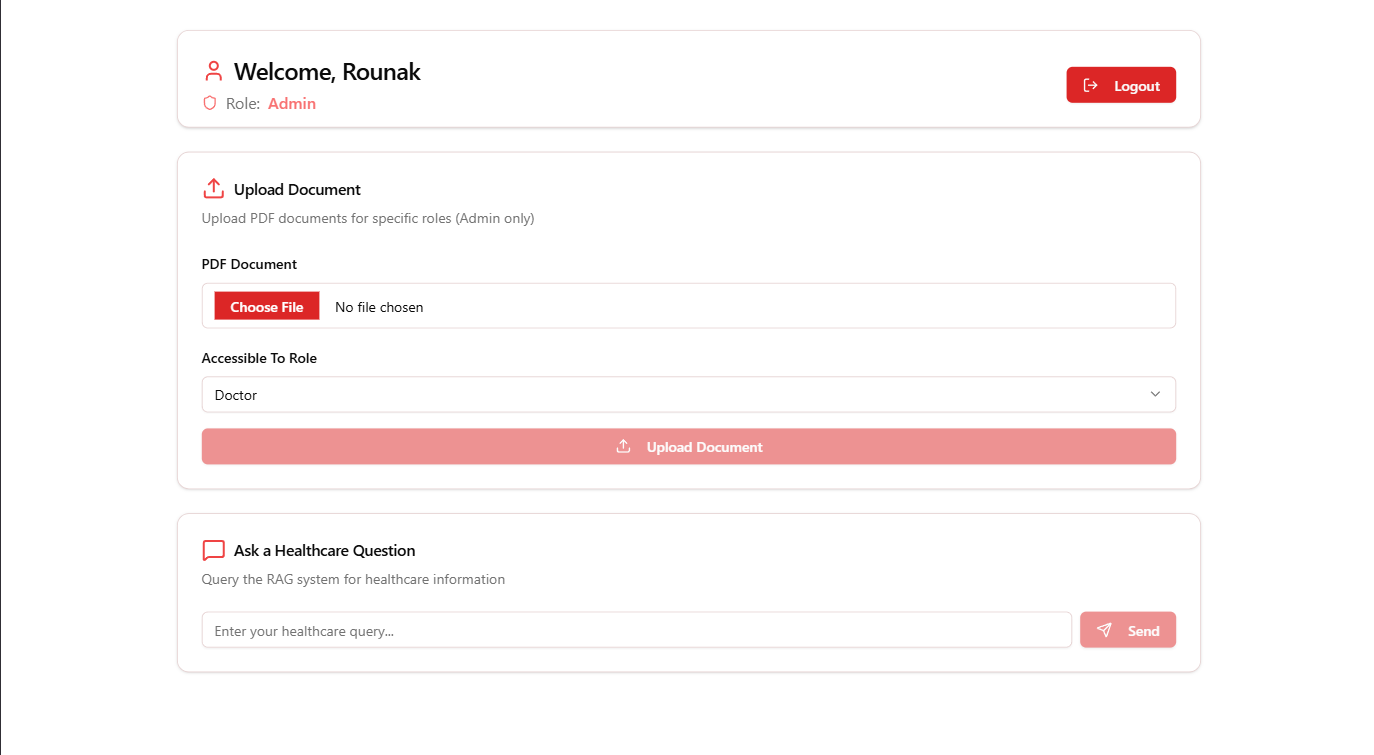 Welcome, Rounak
Role: Admin
Logout
Upload Document
Upload PDF documents for specific roles (Admin only)
PDF Document
Choose File No file chosen
Accessible To Role
Doctor
Upload Document
Ask a Healthcare Question
Query the RAG system for healthcare information
Enter your healthcare query...
Send